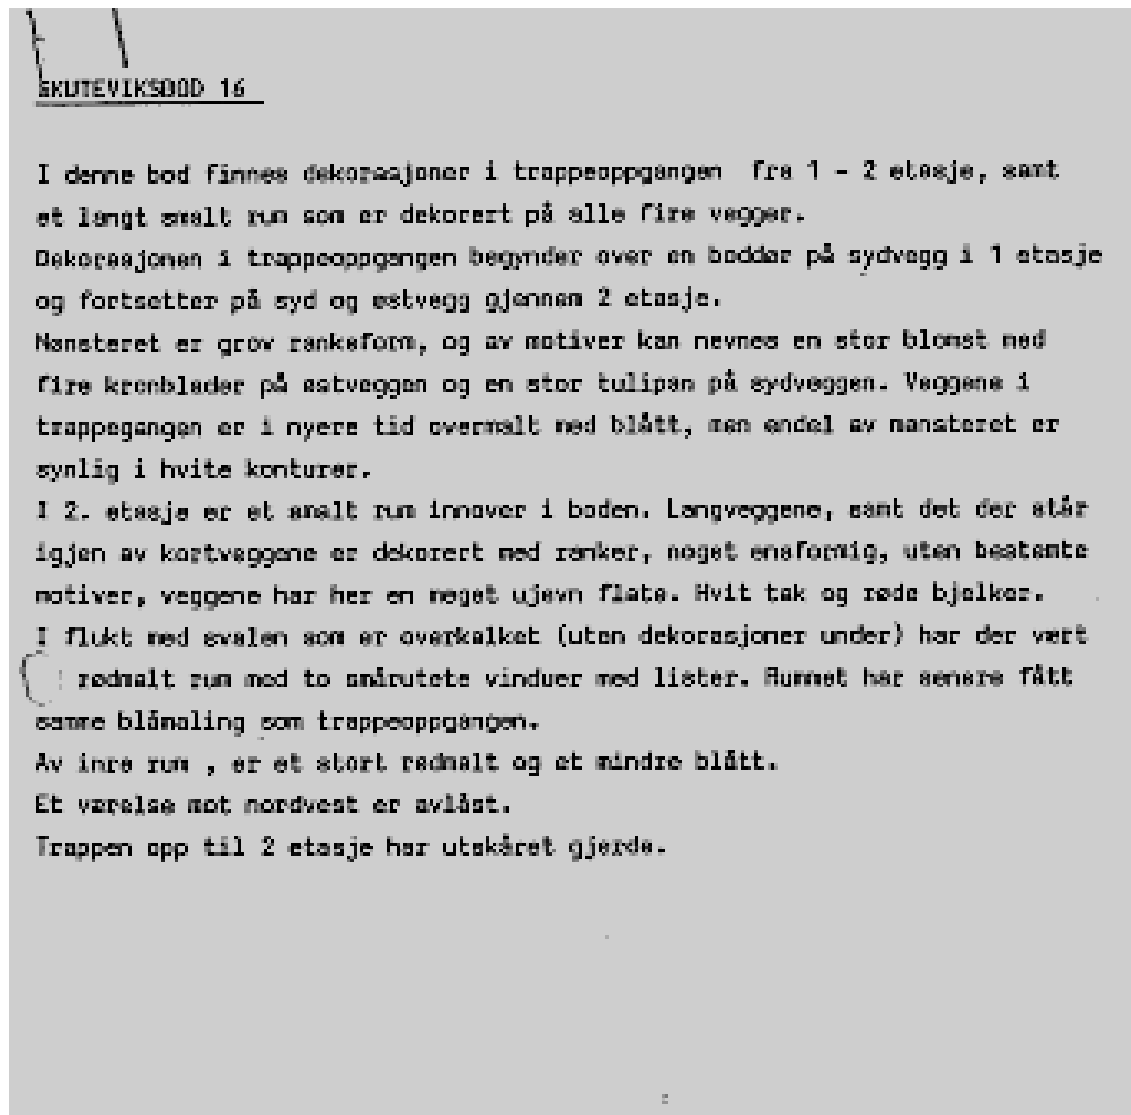 SKUTEVIKSBOD 16
I denne bod finnes dekorasjoner i trappeoppgangen fra 1 - 2 etasje, samt
et langt smalt rum som er dekorert på alle fire vegger.
Dekorasjonen i trappeoppgangen begynder over en boddør på sydvegg i 1 etasje
og fortsetter på syd og østvegg gjennem 2 etasje.
Mønsteret er grov rankeform, og av motiver kan nevnes en stor blomst med
fire kronblader på østveggen og en stor tulipan på sydveggen. Veggene i
trappegangen er i nyere tid overmalt med blått, men endel av mønsteret er
synlig i hvite konturer.
I 2. etasje er et smalt rum innover i boden. Langveggene, samt det der står
igjen av kortveggene er dekorert med ranker, noget ensformig, uten bestemte
motiver, veggene har her en meget ujevn flate. Hvit tak og røde bjelker.
I flukt med svalen som er overkalket (uten dekorasjoner under) har der vært
rødmalt rum med to smårutete vinduer med lister. Rummet har senere fått
samme blåmaling som trappeoppgangen.
Av inre rum , er et stort rødmalt og et mindre blått.
Et værelse mot nordvest er avlåst.
Trappen opp til 2 etasje har utskåret gjerde.